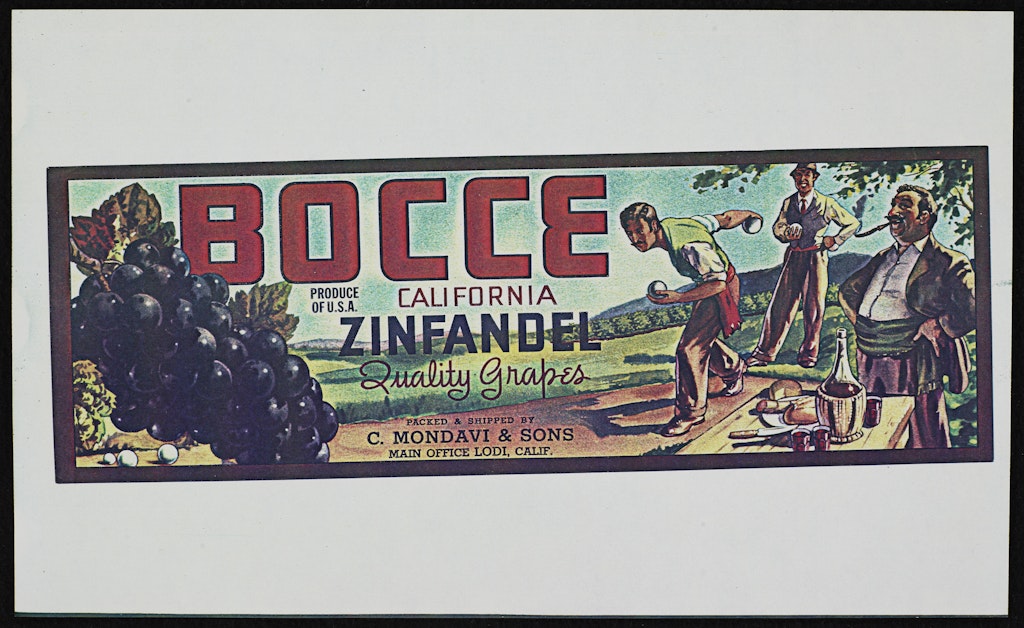 BOCCE
PRODUCE
OF U.S.A.
CALIFORNIA
ZINFANDEL
Quality Grapes
PACKED & SHIPPED BY
C. MONDAVI & SONS
MAIN OFFICE LODI, CALIF.